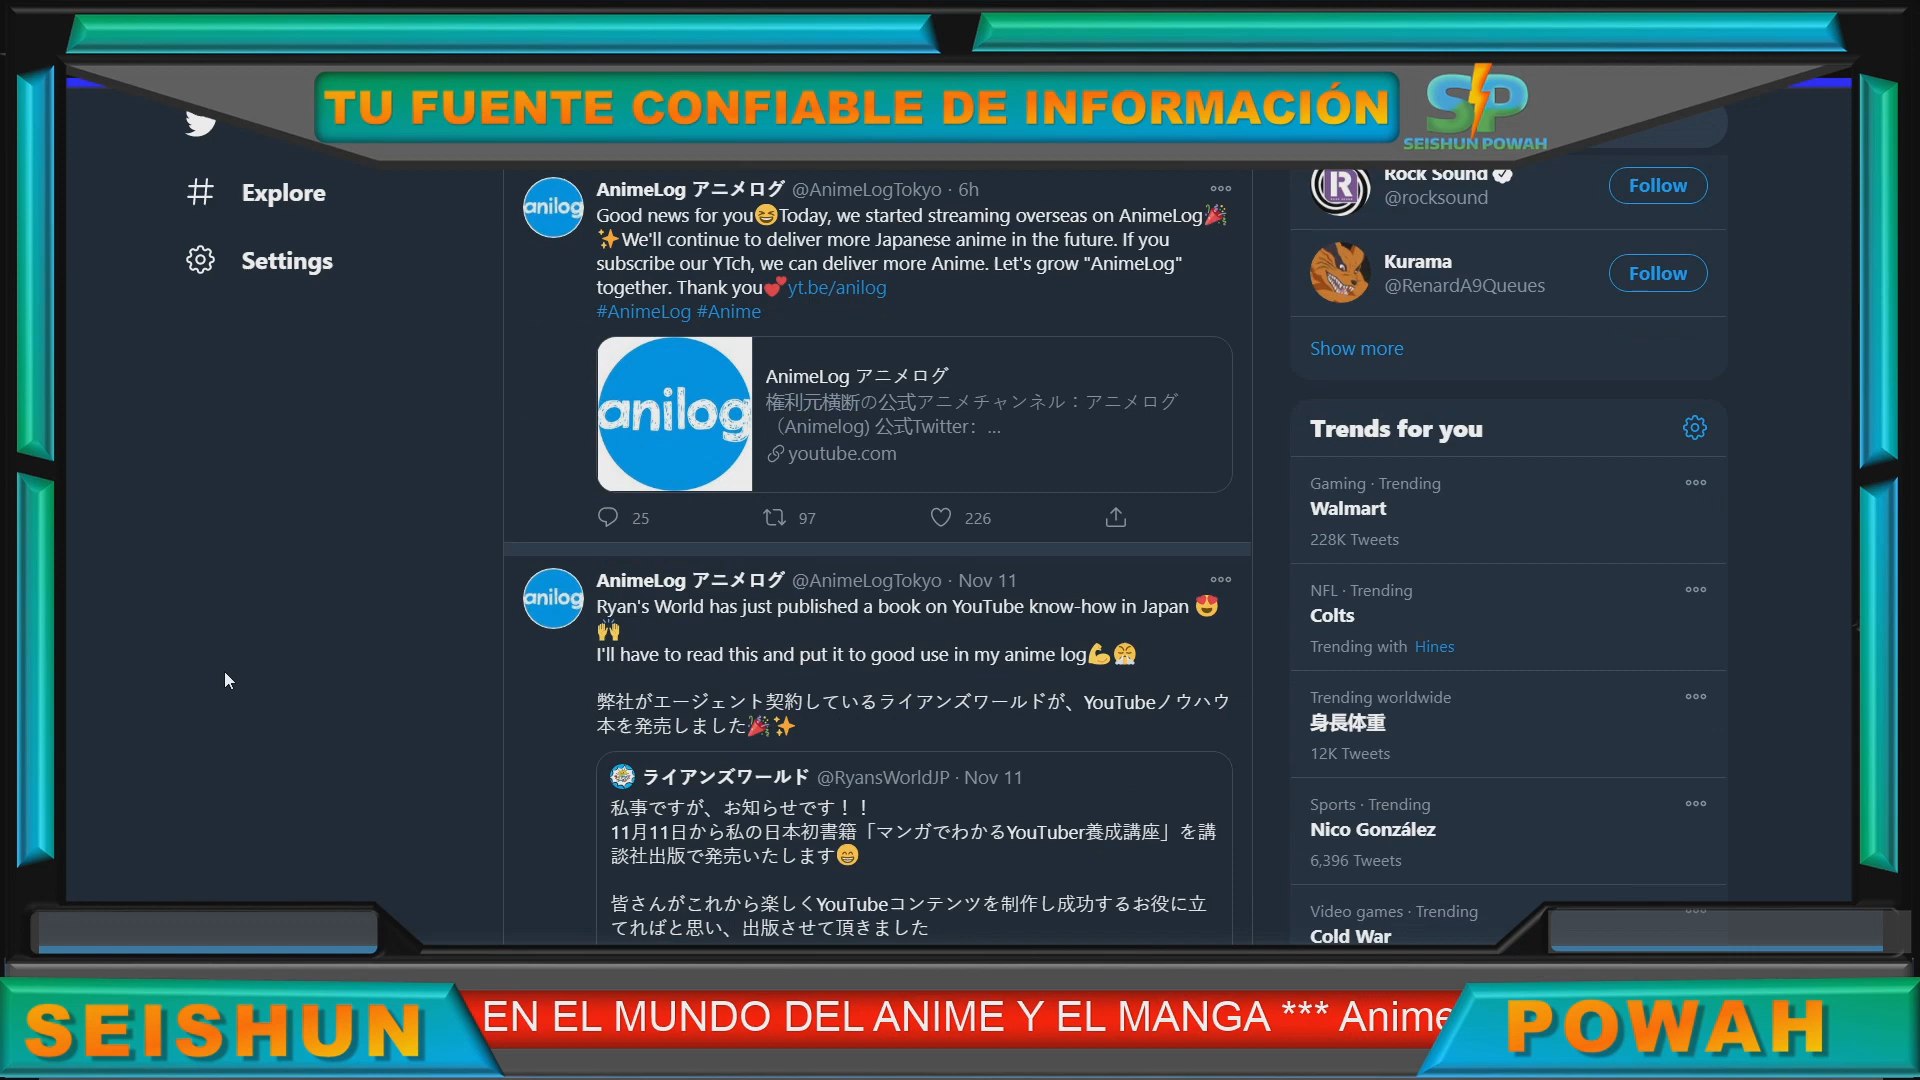 TU FUENTE CONFIABLE DE INFORMACIÓN
SP
SEISHUN POWAH
Explore
Settings
anilog
AnimeLog アニメログ @AnimeLogTokyo · 6h
Good news for you😆Today, we started streaming overseas on AnimeLog🎉
✨We'll continue to deliver more Japanese anime in the future. If you
subscribe our YTch, we can deliver more Anime. Let's grow "AnimeLog"
together. Thank you💕yt.be/anilog
#AnimeLog #Anime
anilog
AnimeLog アニメログ
権利元横断の公式アニメチャンネル：アニメログ
（Animelog) 公式Twitter： ...
youtube.com
25
97
226
anilog
AnimeLog アニメログ @AnimeLogTokyo · Nov 11
Ryan's World has just published a book on YouTube know-how in Japan 😍
🙌
I'll have to read this and put it to good use in my anime log💪😤
弊社がエージェント契約しているライアンズワールドが、YouTubeノウハウ
本を発売しました🎉✨
ライアンズワールド @RyansWorldJP · Nov 11
私事ですが、お知らせです！！
11月11日から私の日本初書籍「マンガでわかるYouTuber養成講座」を講
談社出版で発売いたします😁
皆さんがこれから楽しくYouTubeコンテンツを制作し成功するお役に立
てればと思い、出版させて頂きました
R
Rock Sound
@rocksound
Follow
Kurama
@RenardA9Queues
Follow
Show more
Trends for you
Gaming · Trending
Walmart
228K Tweets
NFL · Trending
Colts
Trending with Hines
Trending worldwide
身長体重
12K Tweets
Sports · Trending
Nico González
6,396 Tweets
Video games · Trending
Cold War
SEISHUN
EN EL MUNDO DEL ANIME Y EL MANGA *** Anime
POWAH